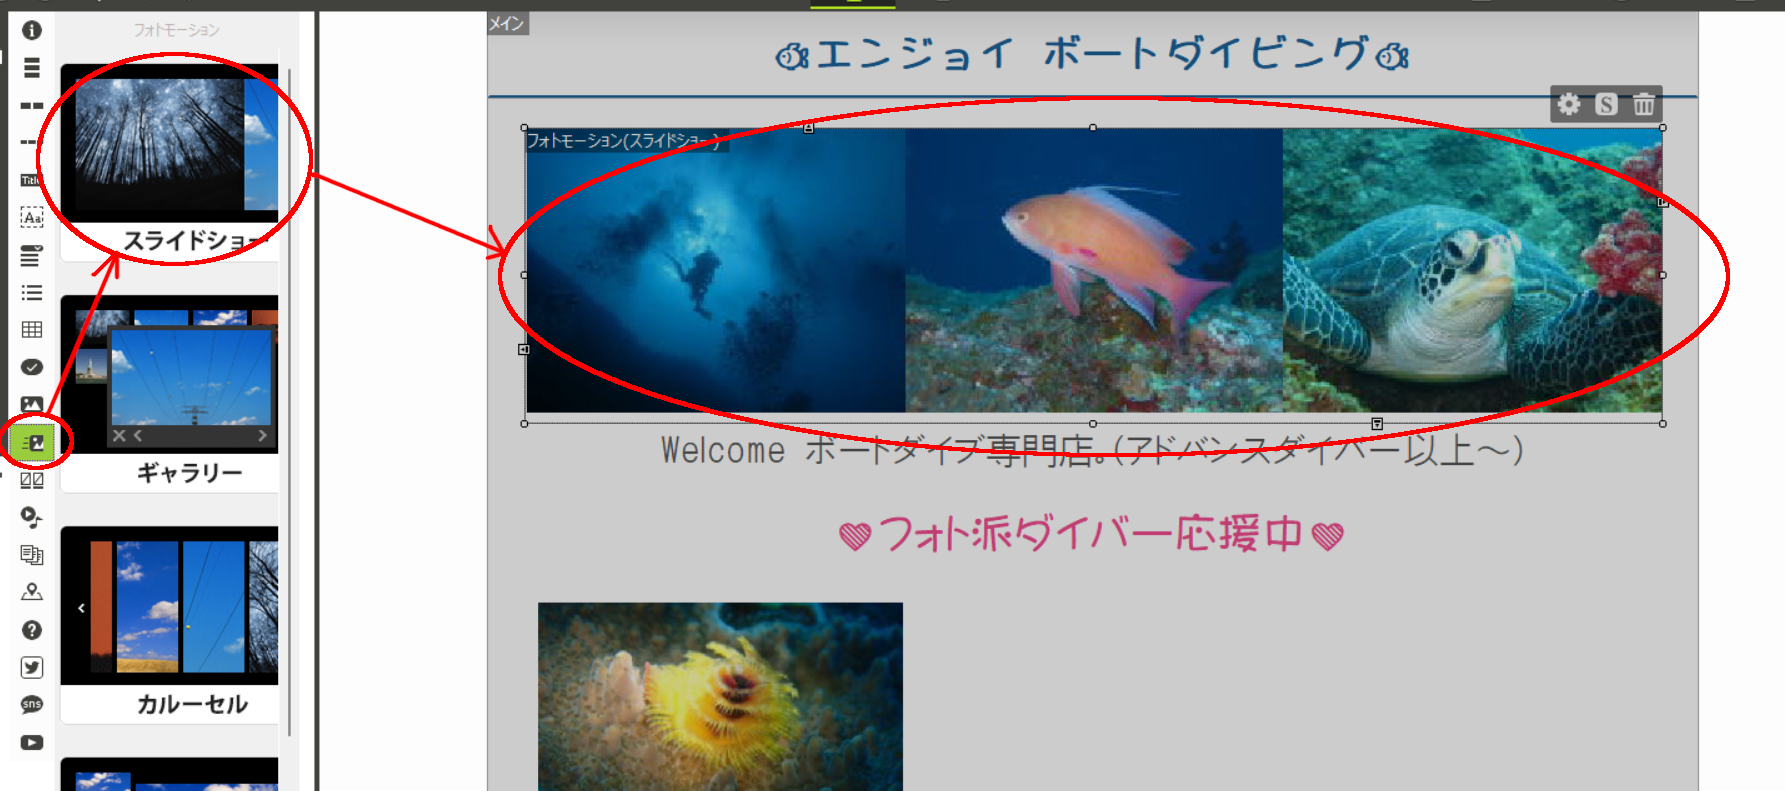 フォトモーション
スライドショー
ギャラリー
カルーセル
Title
Aa
sns
メイン
エンジョイ ボートダイビング
S
フォトモーション(スライドショー)
Welcome ボートダイブ専門店。(アドバンスダイバー以上～)
フォト派ダイバー応援中